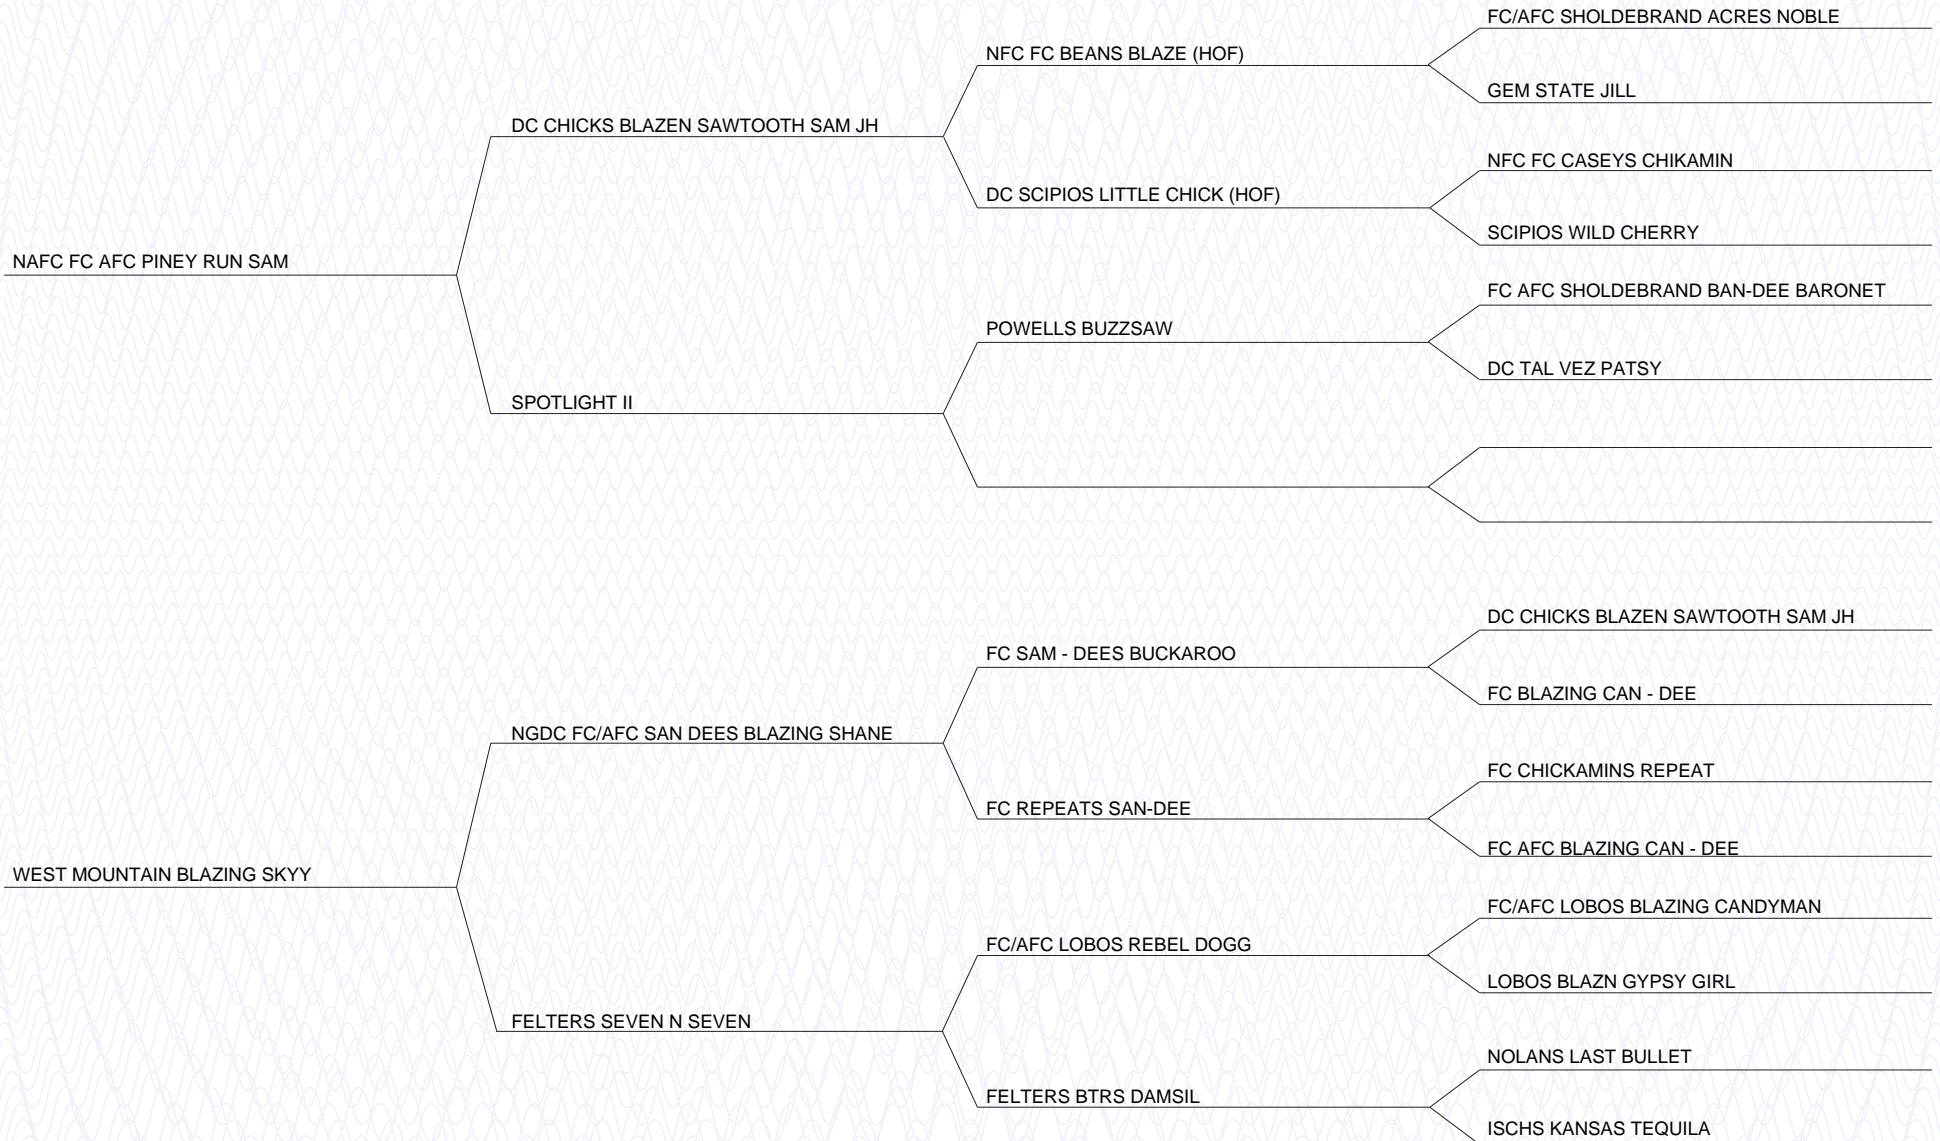 FC/AFC SHOLDEBRAND ACRES NOBLE
NFC FC BEANS BLAZE (HOF)
GEM STATE JILL
DC CHICKS BLAZEN SAWTOOTH SAM JH
NFC FC CASEYS CHIKAMIN
DC SCIPIOS LITTLE CHICK (HOF)
SCIPIOS WILD CHERRY
NAFC FC AFC PINEY RUN SAM
FC AFC SHOLDEBRAND BAN-DEE BARONET
POWELLS BUZZSAW
DC TAL VEZ PATSY
SPOTLIGHT II
DC CHICKS BLAZEN SAWTOOTH SAM JH
FC SAM - DEES BUCKAROO
FC BLAZING CAN - DEE
NGDC FC/AFC SAN DEES BLAZING SHANE
FC CHICKAMINS REPEAT
FC REPEATS SAN-DEE
FC AFC BLAZING CAN - DEE
WEST MOUNTAIN BLAZING SKYY
FC/AFC LOBOS BLAZING CANDYMAN
FC/AFC LOBOS REBEL DOGG
LOBOS BLAZN GYPSY GIRL
FELTERS SEVEN N SEVEN
NOLANS LAST BULLET
FELTERS BTRS DAMSIL
ISCHS KANSAS TEQUILA